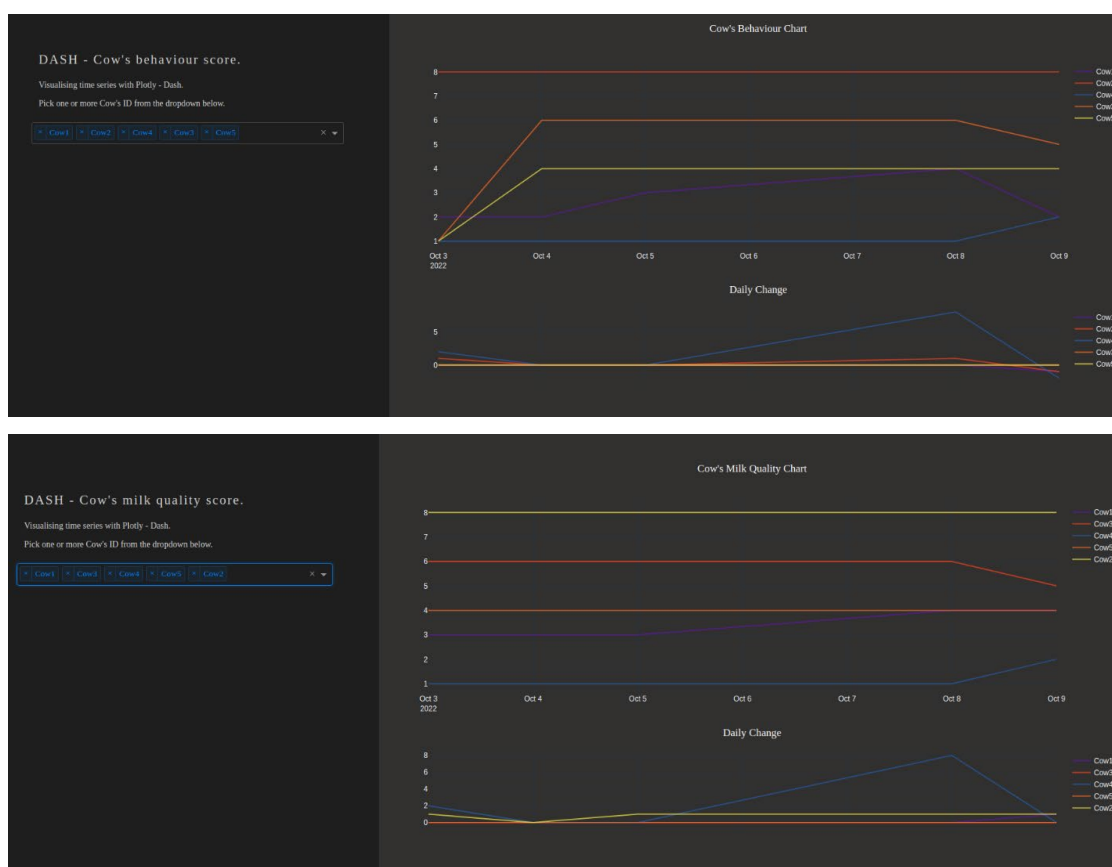 Cow's Behaviour Chart
DASH - Cow's behaviour score.
Visualising time series with Plotly - Dash.
Pick one or more Cow's ID from the dropdown below.
× Cow1 × Cow2 × Cow4 × Cow3 × Cow5 ×
8
7
6
5
4
3
2
1
Oct 3 Oct 4 Oct 5 Oct 6 Oct 7 Oct 8 Oct 9
2022
Daily Change
5
0
Cow's Milk Quality Chart
DASH - Cow's milk quality score.
Visualising time series with Plotly - Dash.
Pick one or more Cow's ID from the dropdown below.
× Cow1 × Cow3 × Cow4 × Cow5 × Cow2 ×
8
7
6
5
4
3
2
1
Oct 3 Oct 4 Oct 5 Oct 6 Oct 7 Oct 8 Oct 9
2022
Cow1
Cow3
Cow4
Cow5
Cow2
Daily Change
8
6
4
2
0
Cow1
Cow3
Cow4
Cow5
Cow2